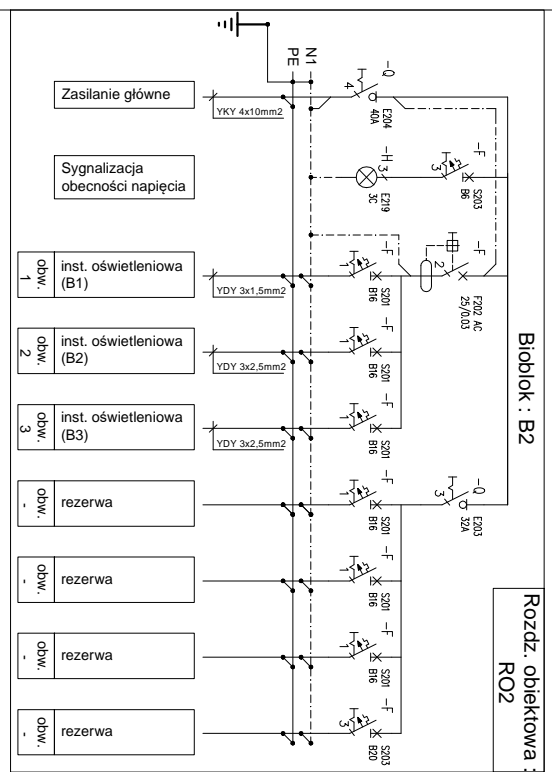 Bioblok : B2
Rozdz. obiektowa :
RO2
N1
PE
-Q
4
E204
40A
-H
3
E219
3C
-F
3
S203
B6
-F
2
F202 AC
25/0.03
-F
1
S201
B16
-F
1
S201
B16
-F
1
S201
B16
-Q
3
E203
32A
-F
1
S201
B16
-F
1
S201
B16
-F
1
S201
B16
-F
3
S203
B20
YKY 4x10mm2
YDY 3x1,5mm2
YDY 3x2,5mm2
YDY 3x2,5mm2
Zasilanie główne
Sygnalizacja
obecności napięcia
inst. oświetleniowa
(B1)
obw.
1
inst. oświetleniowa
(B2)
obw.
2
inst. oświetleniowa
(B3)
obw.
3
rezerwa
obw.
-
rezerwa
obw.
-
rezerwa
obw.
-
rezerwa
obw.
-